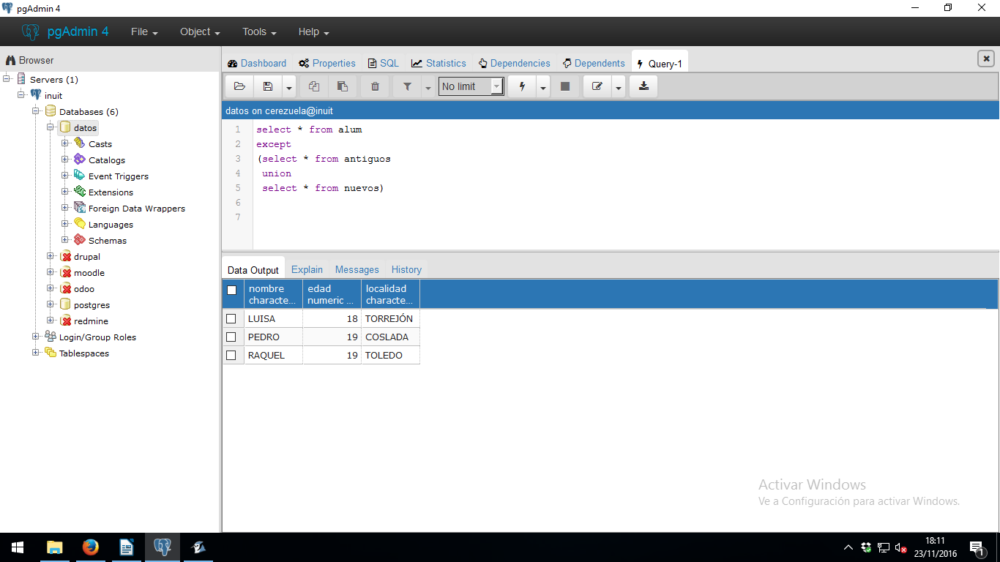 pgAdmin 4
pgAdmin 4 File Object Tools Help
Browser
Servers (1)
inuit
Databases (6)
datos
Casts
Catalogs
Event Triggers
Extensions
Foreign Data Wrappers
Languages
Schemas
drupal
moodle
odoo
postgres
redmine
Login/Group Roles
Tablespaces
Dashboard Properties SQL Statistics Dependencies Dependents Query-1
No limit
datos on cerezuela@inuit
1 select * from alum
2 except
3 (select * from antiguos
4 union
5 select * from nuevos)
6
7
Data Output Explain Messages History
nombre edad localidad
characte... numeric ... characte...
LUISA 18 TORREJÓN
PEDRO 19 COSLADA
RAQUEL 19 TOLEDO
Activar Windows
Ve a Configuración para activar Windows.
18:11
23/11/2016
1